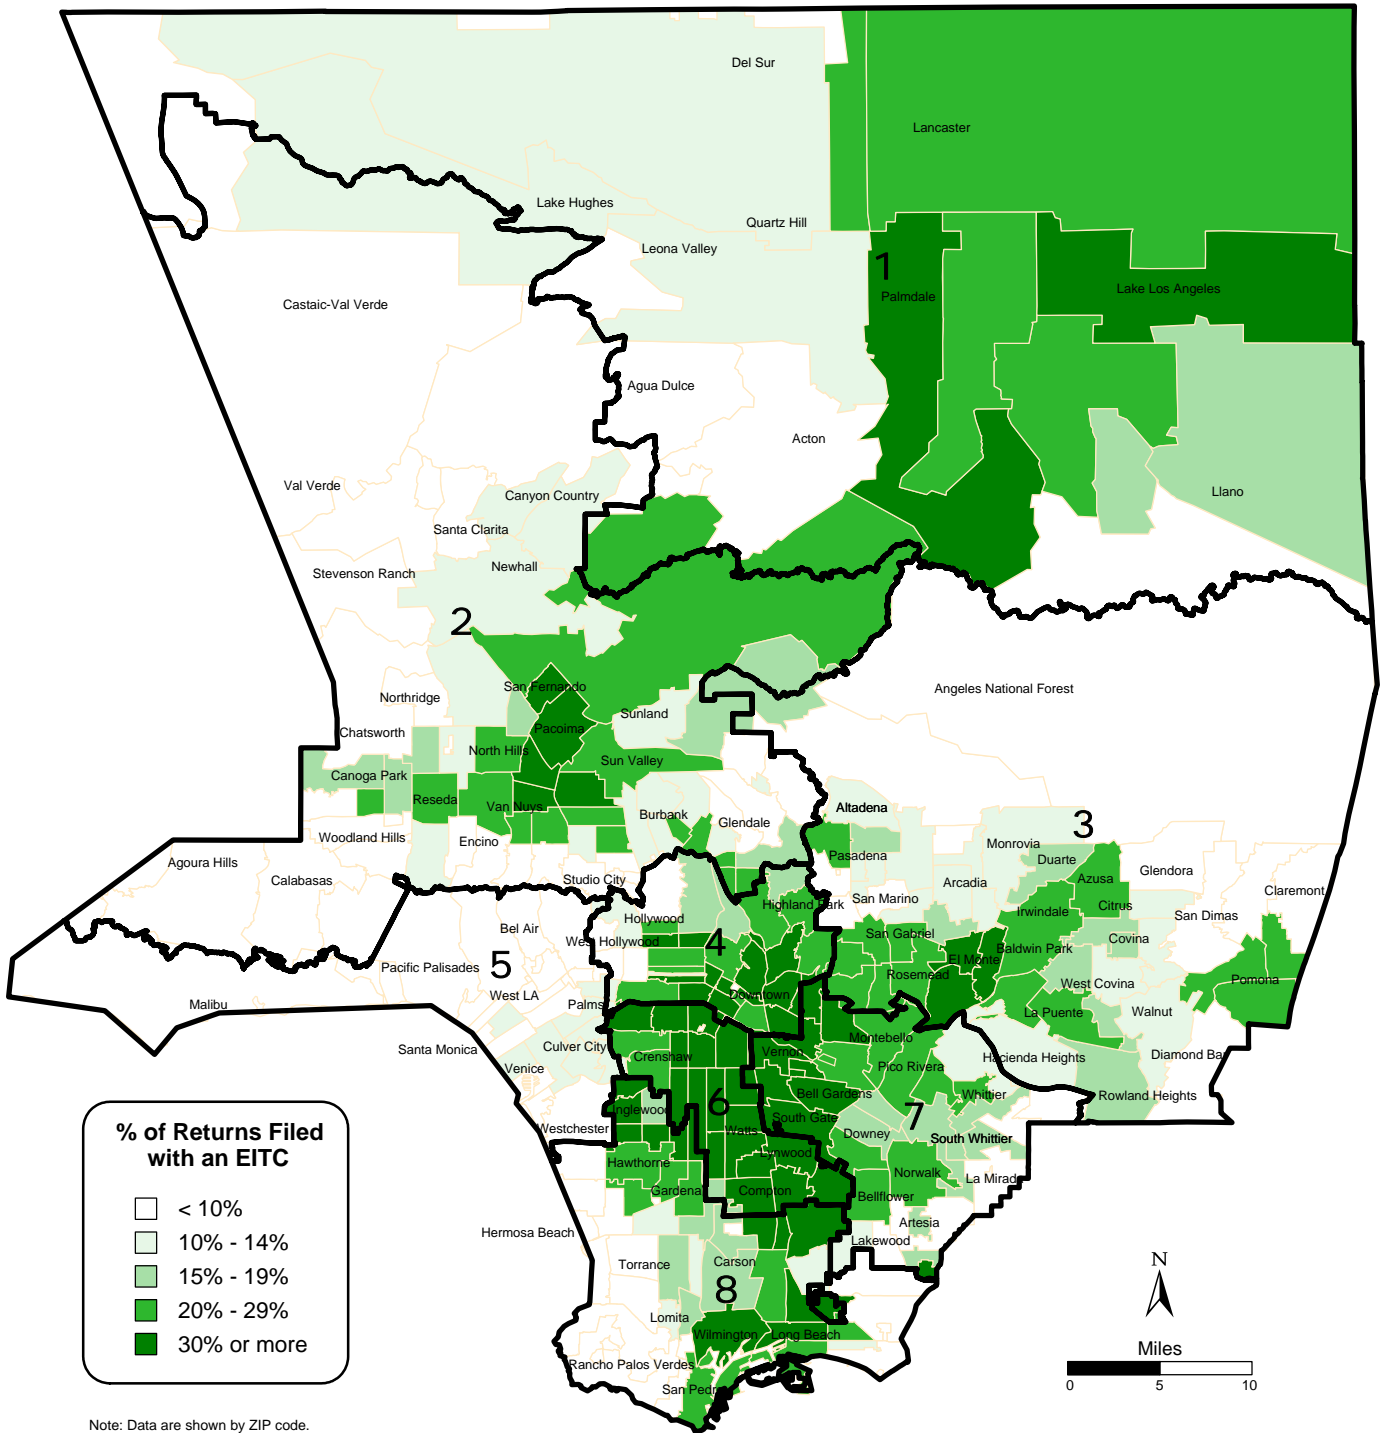 Del Sur
Lancaster
Lake Hughes
Quartz Hill
Leona Valley
1
Palmdale
Lake Los Angeles
Castaic-Val Verde
Agua Dulce
Acton
Val Verde
Canyon Country
Llano
Santa Clarita
Newhall
Stevenson Ranch
2
San Fernando
Angeles National Forest
Northridge
Sunland
Chatsworth
Pacoima
North Hills
Sun Valley
Canoga Park
Reseda
Van Nuys
Burbank
Glendale
Altadena
3
Woodland Hills
Encino
Monrovia
Pasadena
Duarte
Agoura Hills
Glendora
Calabasas
Studio City
Arcadia
Azusa
Claremont
San Marino
Highland Park
Citrus
Irwindale
San Dimas
Hollywood
Bel Air
West Hollywood
4
San Gabriel
Covina
Baldwin Park
El Monte
5
Pacific Palisades
Rosemead
Pomona
West Covina
West LA
Downtown
Malibu
Palms
La Puente
Walnut
Montebello
Santa Monica
Culver City
Vernon
Crenshaw
Hacienda Heights
Diamond Bar
Venice
Pico Rivera
Bell Gardens
Whittier
Rowland Heights
6
Inglewood
7
South Gate
Westchester
Watts
Downey
South Whittier
Lynwood
Hawthorne
Norwalk
La Mirada
Gardena
Compton
Bellflower
Artesia
Hermosa Beach
Lakewood
Torrance
Carson
8
Lomita
Wilmington
Long Beach
Rancho Palos Verdes
San Pedro
% of Returns Filed
with an EITC
< 10%
10% - 14%
15% - 19%
20% - 29%
30% or more
N
Miles
0 5 10
Note: Data are shown by ZIP code.